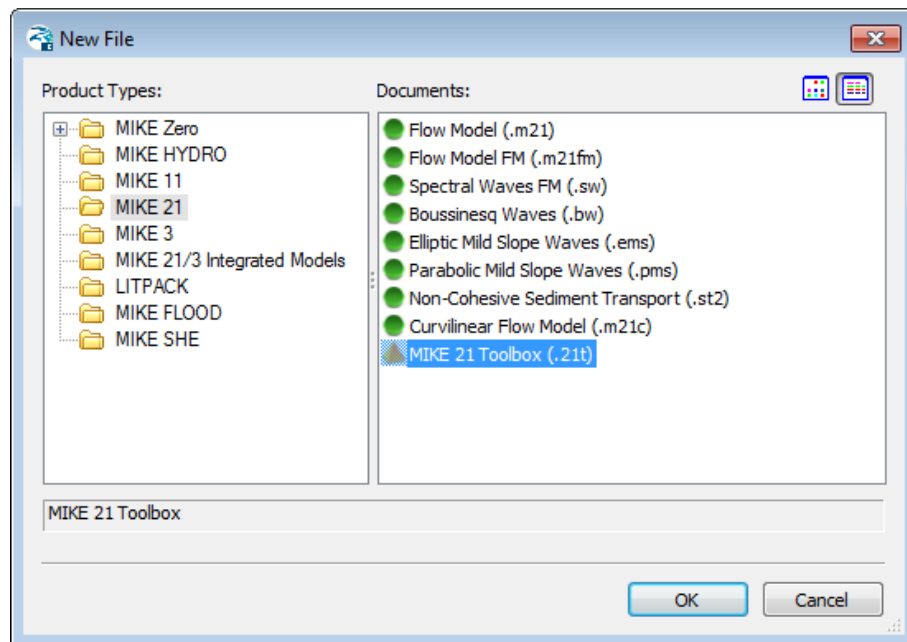 New File
Product Types:
Documents:
MIKE Zero
MIKE HYDRO
MIKE 11
MIKE 21
MIKE 3
MIKE 21/3 Integrated Models
LITPACK
MIKE FLOOD
MIKE SHE
Flow Model (.m21)
Flow Model FM (.m21fm)
Spectral Waves FM (.sw)
Boussinesq Waves (.bw)
Elliptic Mild Slope Waves (.ems)
Parabolic Mild Slope Waves (.pms)
Non-Cohesive Sediment Transport (.st2)
Curvilinear Flow Model (.m21c)
MIKE 21 Toolbox (.21t)
MIKE 21 Toolbox
OK
Cancel